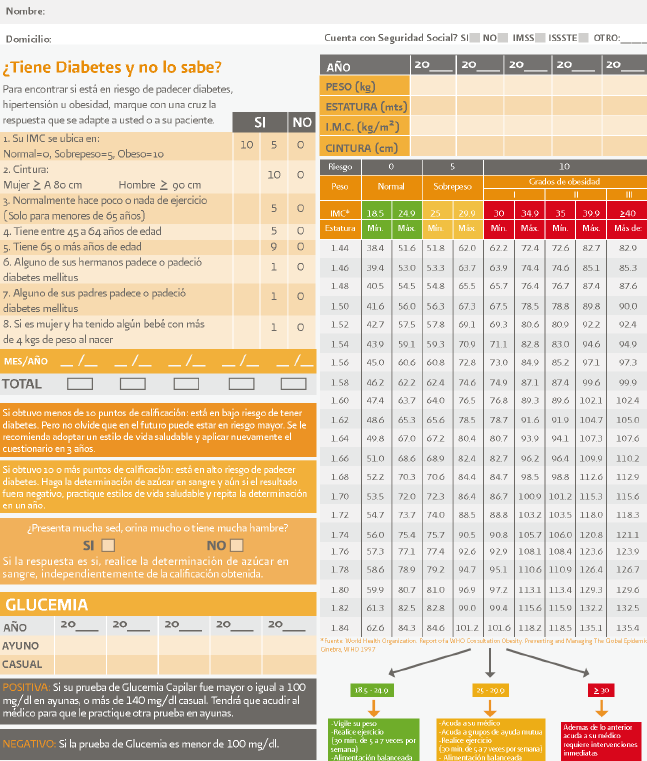 Nombre:
Domicilio:
Cuenta con Seguridad Social? SI NO IMSS ISSSTE OTRO:_____
¿Tiene Diabetes y no lo sabe?
Para encontrar si está en riesgo de padecer diabetes,
hipertensión u obesidad, marque con una cruz la
respuesta que se adapte a usted o a su paciente.
SI NO
1. Su IMC se ubica en:
Normal=0, Sobrepeso=5, Obeso=10
10 5 0
2. Cintura:
Mujer ≥ A 80 cm Hombre ≥ 90 cm
10 0
3. Normalmente hace poco o nada de ejercicio
(Solo para menores de 65 años)
5 0
4. Tiene entre 45 a 64 años de edad 5 0
5. Tiene 65 o más años de edad 9 0
6. Alguno de sus hermanos padece o padeció
diabetes mellitus
1 0
7. Alguno de sus padres padece o padeció
diabetes mellitus
1 0
8. Si es mujer y ha tenido algún bebé con más
de 4 kgs de peso al nacer
1 0
MES/AÑO __/__ __/__ __/__ __/__ __/__
TOTAL
Si obtuvo menos de 10 puntos de calificación: está en bajo riesgo de tener
diabetes. Pero no olvide que en el futuro puede estar en riesgo mayor. Se le
recomienda adoptar un estilo de vida saludable y aplicar nuevamente el
cuestionario en 3 años.
Si obtuvo 10 o más puntos de calificación: está en alto riesgo de padecer
diabetes. Haga la determinación de azúcar en sangre y aún si el resultado
fuera negativo, practique estilos de vida saludable y repita la determinación
en un año.
¿Presenta mucha sed, orina mucho o tiene mucha hambre?
SI NO
Si la respuesta es si, realice la determinación de azúcar en
sangre, independientemente de la calificación obtenida.
GLUCEMIA
AÑO 20___ 20___ 20___ 20___ 20___
AYUNO
CASUAL
POSITIVA: Si su prueba de Glucemia Capilar fue mayor o igual a 100
mg/dl en ayunas, o más de 140 mg/dl casual. Tendrá que acudir al
médico para que le practique otra prueba en ayunas.
NEGATIVO: Si la prueba de Glucemia es menor de 100 mg/dl.
AÑO 20___ 20___ 20___ 20___ 20___
PESO (kg)
ESTATURA (mts)
I.M.C. (kg/m²)
CINTURA (cm)
Riesgo 0 5 10
Peso Normal Sobrepeso Grados de obesidad
I II III
IMC* 18.5 24.9 25 29.9 30 34.9 35 39.9 ≥40
Estatura Mín. Máx. Mín. Máx. Mín. Máx. Mín. Máx. Más de:
1.44 38.4 51.6 51.8 62.0 62.2 72.4 72.6 82.7 82.9
1.46 39.4 53.0 53.3 63.7 63.9 74.4 74.6 85.1 85.3
1.48 40.5 54.5 54.8 65.5 65.7 76.4 76.7 87.4 87.6
1.50 41.6 56.0 56.3 67.3 67.5 78.5 78.8 89.8 90.0
1.52 42.7 57.5 57.8 69.1 69.3 80.6 80.9 92.2 92.4
1.54 43.9 59.1 59.3 70.9 71.1 82.8 83.0 94.6 94.9
1.56 45.0 60.6 60.8 72.8 73.0 84.9 85.2 97.1 97.3
1.58 46.2 62.2 62.4 74.6 74.9 87.1 87.4 99.6 99.9
1.60 47.4 63.7 64.0 76.5 76.8 89.3 89.6 102.1 102.4
1.62 48.6 65.3 65.6 78.5 78.7 91.6 91.9 104.7 105.0
1.64 49.8 67.0 67.2 80.4 80.7 93.9 94.1 107.3 107.6
1.66 51.0 68.6 68.9 82.4 82.7 96.2 96.4 109.9 110.2
1.68 52.2 70.3 70.6 84.4 84.7 98.5 98.8 112.6 112.9
1.70 53.5 72.0 72.3 86.4 86.7 100.9 101.2 115.3 115.6
1.72 54.7 73.7 74.0 88.5 88.8 103.2 103.5 118.0 118.3
1.74 56.0 75.4 75.7 90.5 90.8 105.7 106.0 120.8 121.1
1.76 57.3 77.1 77.4 92.6 92.9 108.1 108.4 123.6 123.9
1.78 58.6 78.9 79.2 94.7 95.1 110.6 110.9 126.4 126.7
1.80 59.9 80.7 81.0 96.9 97.2 113.1 113.4 129.3 129.6
1.82 61.3 82.5 82.8 99.0 99.4 115.6 115.9 132.2 132.5
1.84 62.6 84.3 84.6 101.2 101.6 118.2 118.5 135.1 135.4
*Fuente: World Health Organization. Report of a WHO Consultation Obesity: Preventing and Managing The Global Epidemic.
Ginebra, WHO 1997
18.5 - 24.9 25 - 29.9 ≥ 30
-Vigile su peso
-Realice ejercicio
(30 min. de 5 a 7 veces por
semana)
-Alimentación balanceada
-Acuda a su médico
-Acuda a grupos de ayuda mutua
-Realice ejercicio
(30 min. de 5 a 7 veces por semana)
- Alimentación balanceada
Ademas de lo anterior
acuda a su médico
requiere intervenciones
inmediatas